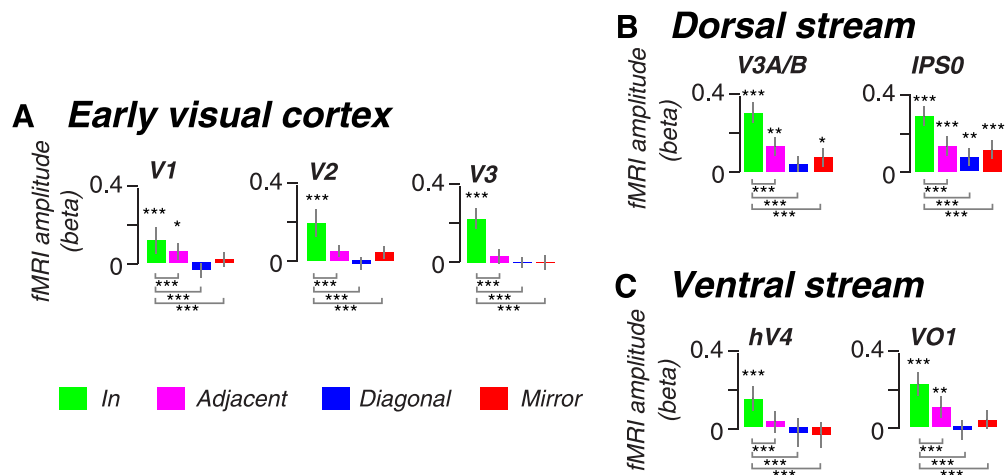 A Early visual cortex
fMRI amplitude
(beta)
V1
0.4
0
***
*
***
***
***
V2
0.4
0
***
***
***
***
V3
0.4
0
***
***
***
***
In
Adjacent
Diagonal
Mirror
B Dorsal stream
fMRI amplitude
(beta)
V3A/B
0.4
0
***
**
*
***
***
***
IPS0
0.4
0
***
***
**
***
***
***
***
C Ventral stream
fMRI amplitude
(beta)
hV4
0.4
0
***
***
***
***
VO1
0.4
0
***
**
***
***
***